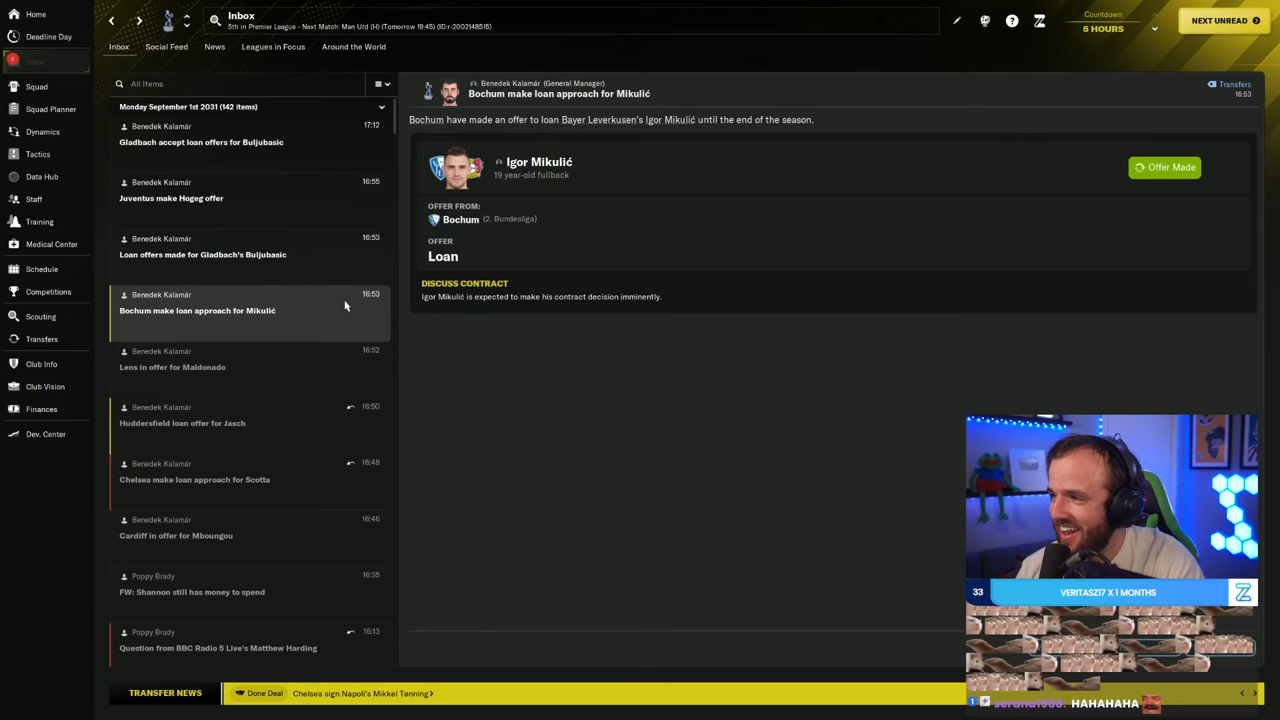 Home
Inbox
5th in Premier League - Next Match: Man Utd (H) (Tomorrow 19:45) (ID:r-2002148515)
Countdown
5 HOURS
NEXT UNREAD
Deadline Day
Inbox
Social Feed
News
Leagues in Focus
Around the World
2
Inbox
Squad
Squad Planner
Dynamics
Tactics
Data Hub
Staff
Training
Medical Center
Schedule
Competitions
Scouting
Transfers
Club Info
Club Vision
Finances
Dev. Center
All Items
Monday September 1st 2031 (142 items)
Benedek Kalamár 17:12
Gladbach accept loan offers for Buljubasic
Benedek Kalamár 16:55
Juventus make Hogeg offer
Benedek Kalamár 16:53
Loan offers made for Gladbach's Buljubasic
Benedek Kalamár 16:53
Bochum make loan approach for Mikulić
Benedek Kalamár 16:52
Lens in offer for Maldonado
Benedek Kalamár 16:50
Huddersfield loan offer for Jasch
Benedek Kalamár 16:48
Chelsea make loan approach for Scotta
Benedek Kalamár 16:46
Cardiff in offer for Mboungou
Poppy Brady 16:35
FW: Shannon still has money to spend
Poppy Brady 16:13
Question from BBC Radio 5 Live's Matthew Harding
Benedek Kalamár (General Manager)
Bochum make loan approach for Mikulić
Transfers
16:53
Bochum have made an offer to loan Bayer Leverkusen's Igor Mikulić until the end of the season.
Igor Mikulić
19 year-old fullback
Offer Made
OFFER FROM:
Bochum (2. Bundesliga)
OFFER
Loan
DISCUSS CONTRACT
Igor Mikulić is expected to make his contract decision imminently.
33 VERITASZ17 X 1 MONTHS
HAHAHAHA
TRANSFER NEWS
Done Deal
Chelsea sign Napoli's Mikkel Tønning>